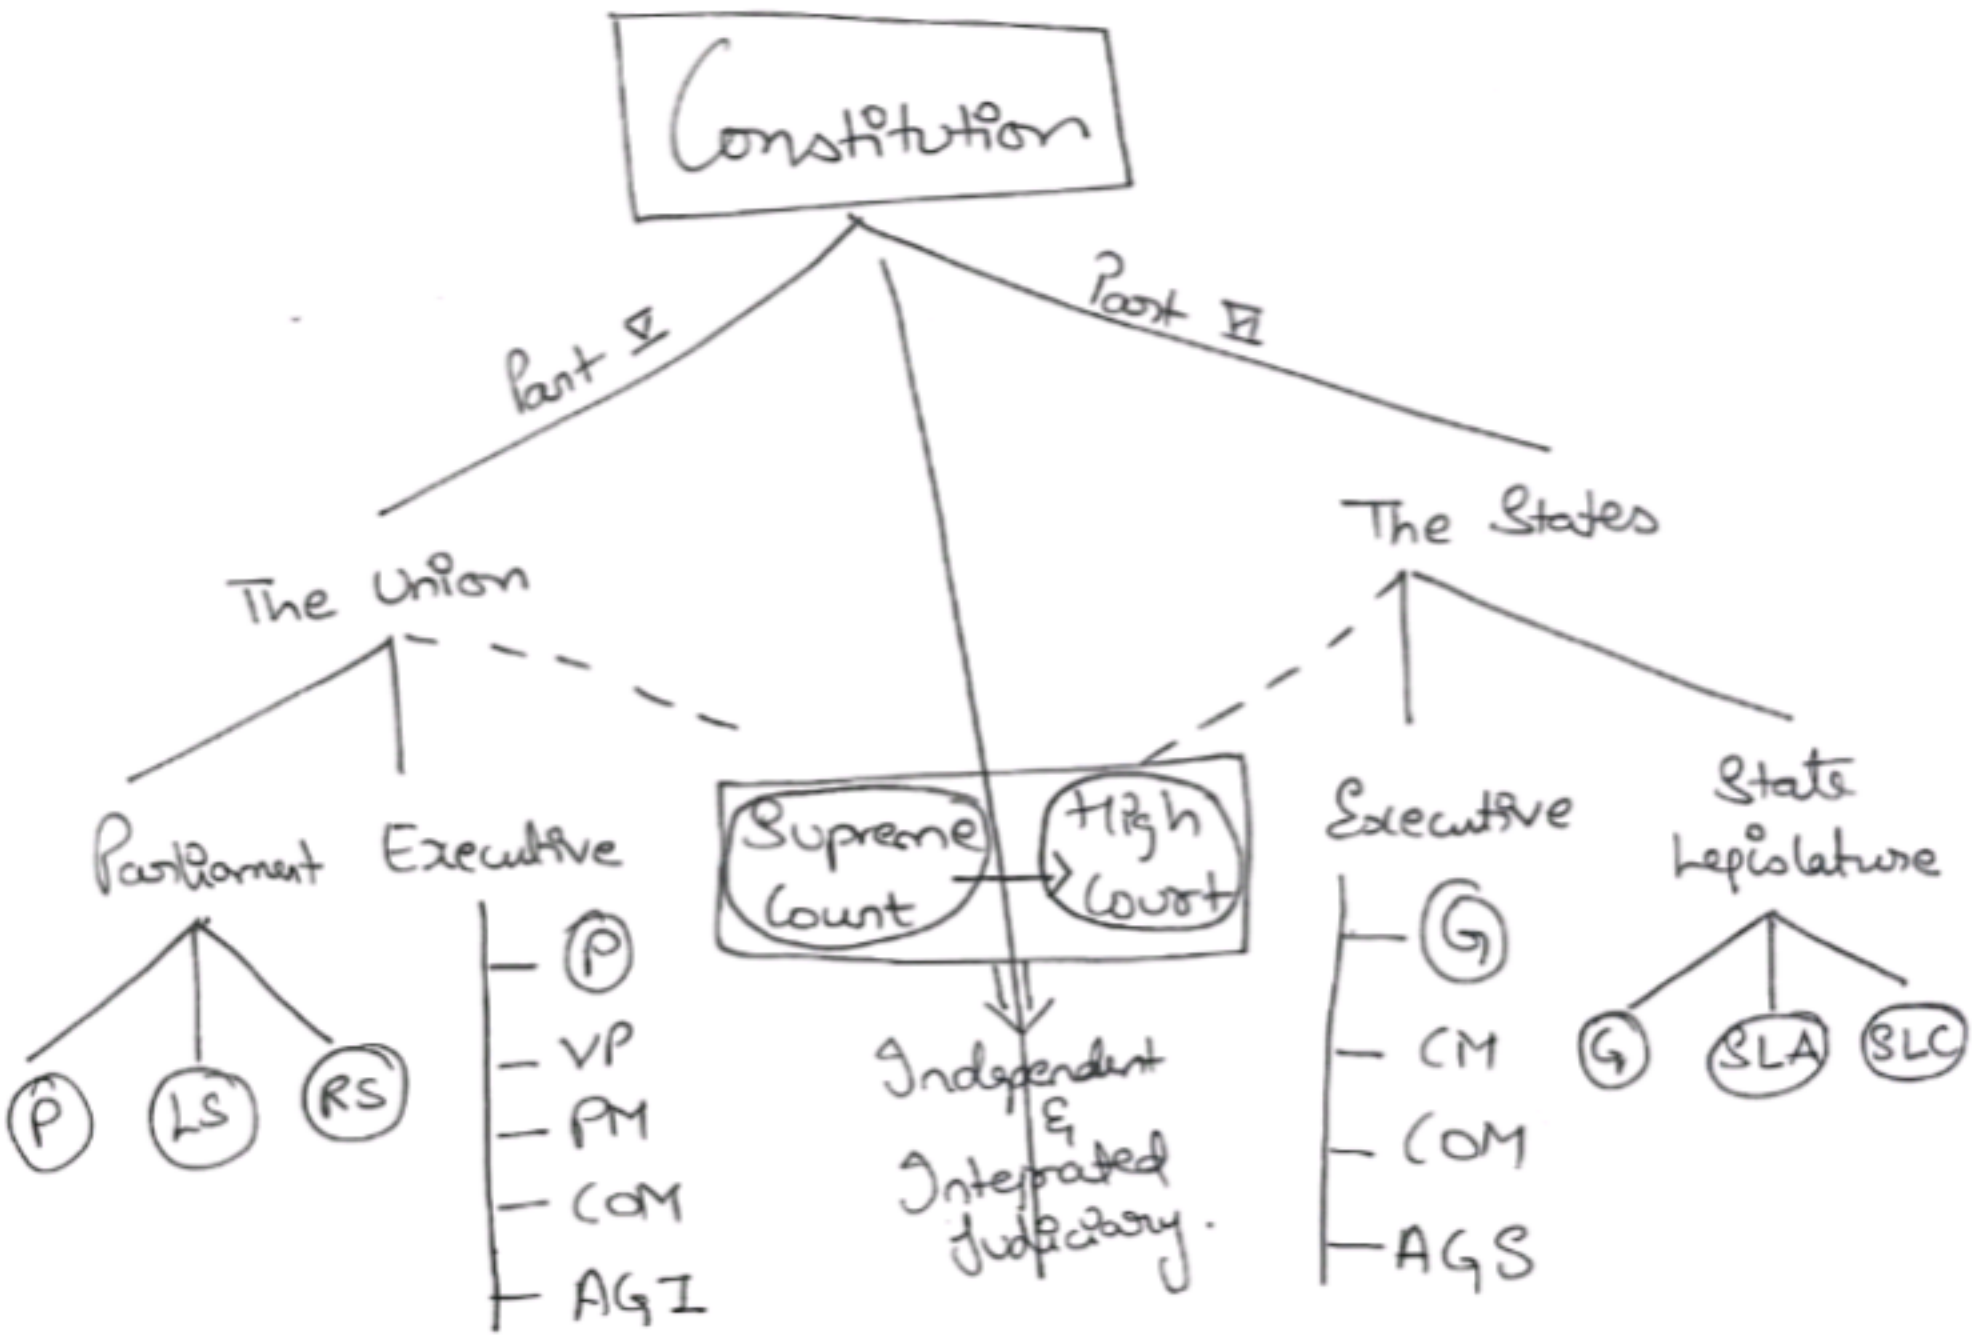 Constitution
Part V
Part VI
The Union
The States
Parliament
Executive
Supreme
Court
High
Court
Executive
State
Legislature
P
LS
RS
P
VP
PM
COM
AGI
Independent
&
Integrated
Judiciary.
G
CM
COM
AGS
G
SLA
SLC